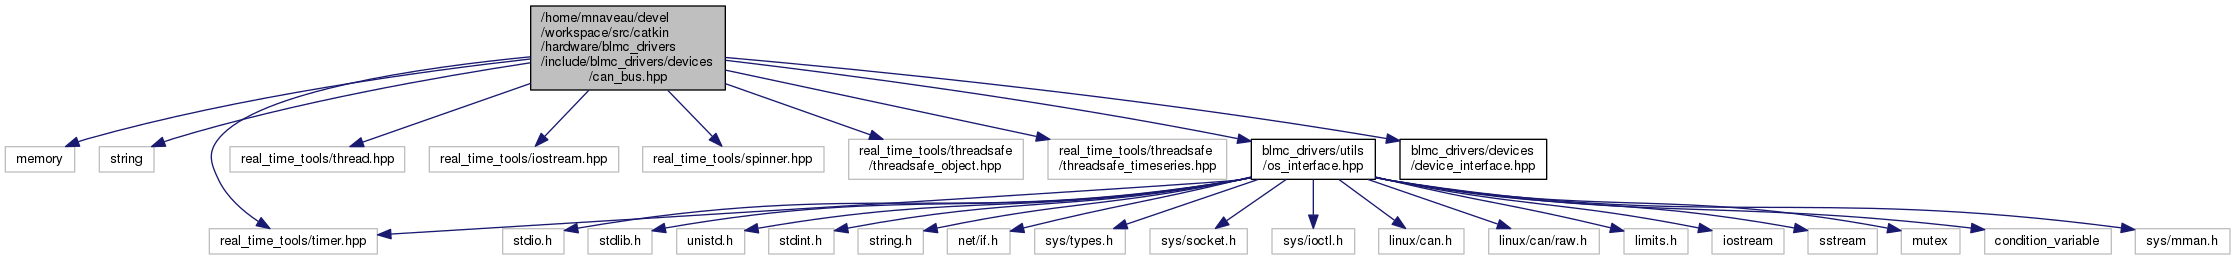 /home/mnaveau/devel
/workspace/src/catkin
/hardware/blmc_drivers
/include/blmc_drivers/devices
/can_bus.hpp
memory
string
real_time_tools/thread.hpp
real_time_tools/iostream.hpp
real_time_tools/spinner.hpp
real_time_tools/threadsafe
/threadsafe_object.hpp
real_time_tools/threadsafe
/threadsafe_timeseries.hpp
blmc_drivers/utils
/os_interface.hpp
blmc_drivers/devices
/device_interface.hpp
real_time_tools/timer.hpp
stdio.h
stdlib.h
unistd.h
stdint.h
string.h
net/if.h
sys/types.h
sys/socket.h
sys/ioctl.h
linux/can.h
linux/can/raw.h
limits.h
iostream
sstream
mutex
condition_variable
sys/mman.h